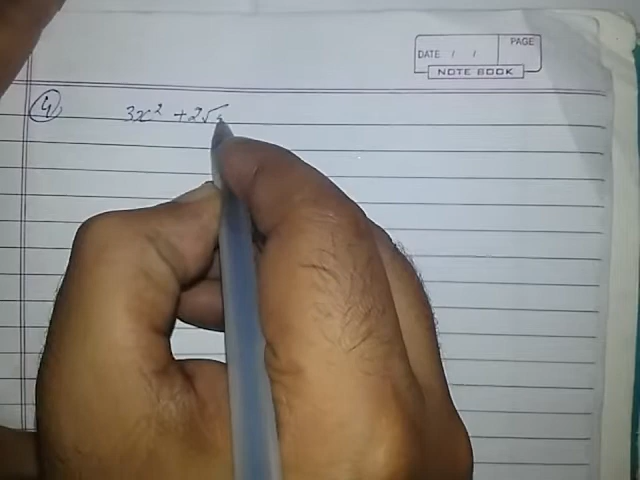 DATE / / PAGE
NOTE BOOK
4 3x² + 2√